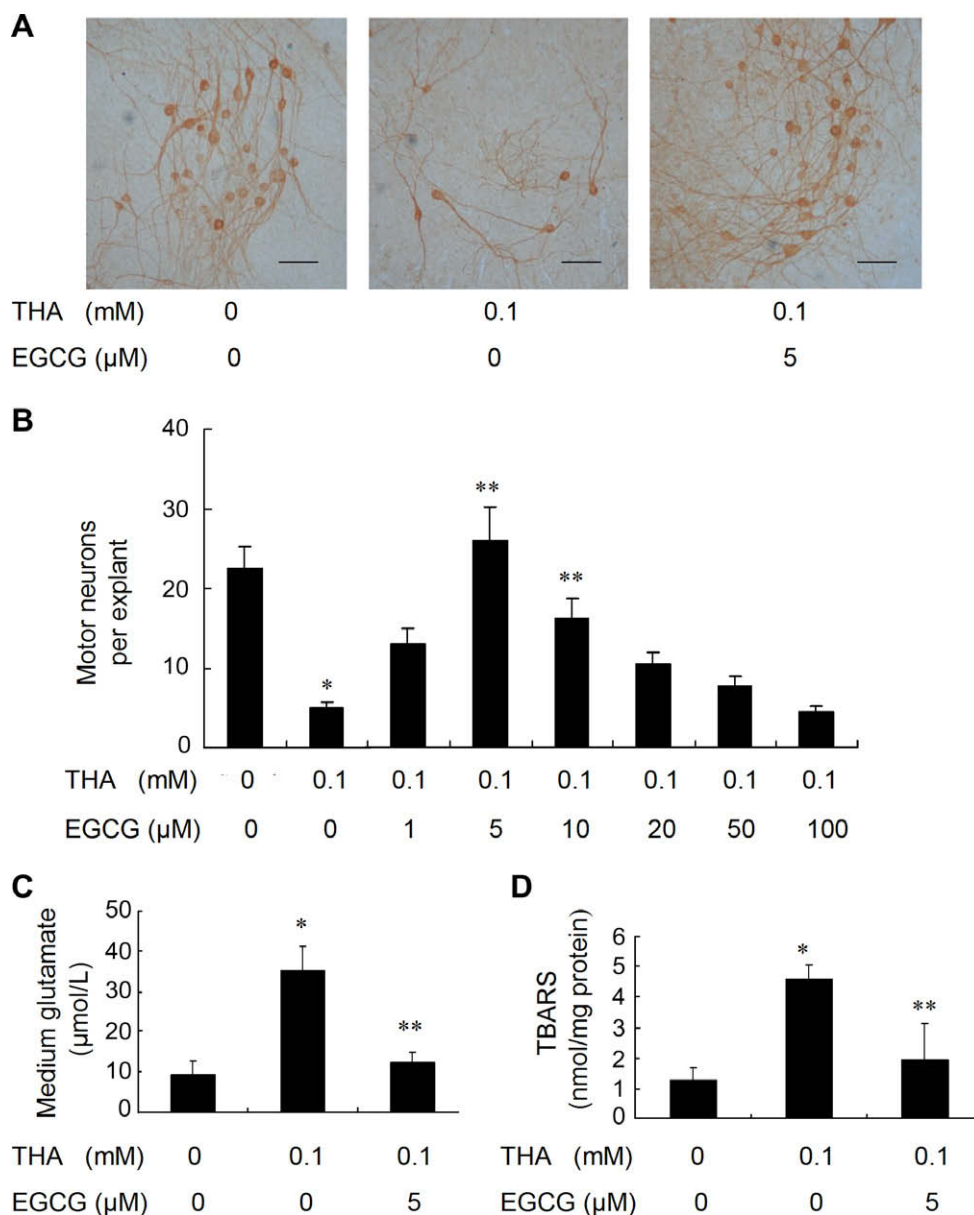 A
THA (mM) 0 0.1 0.1
EGCG (µM) 0 0 5
B
40
30
20
10
0
Motor neurons
per explant
*
**
**
THA (mM) 0 0.1 0.1 0.1 0.1 0.1 0.1 0.1
EGCG (µM) 0 0 1 5 10 20 50 100
C
50
40
30
20
10
0
Medium glutamate
(µmol/L)
*
**
THA (mM) 0 0.1 0.1
EGCG (µM) 0 0 5
D
6
5
4
3
2
1
0
TBARS
(nmol/mg protein)
*
**
THA (mM) 0 0.1 0.1
EGCG (µM) 0 0 5